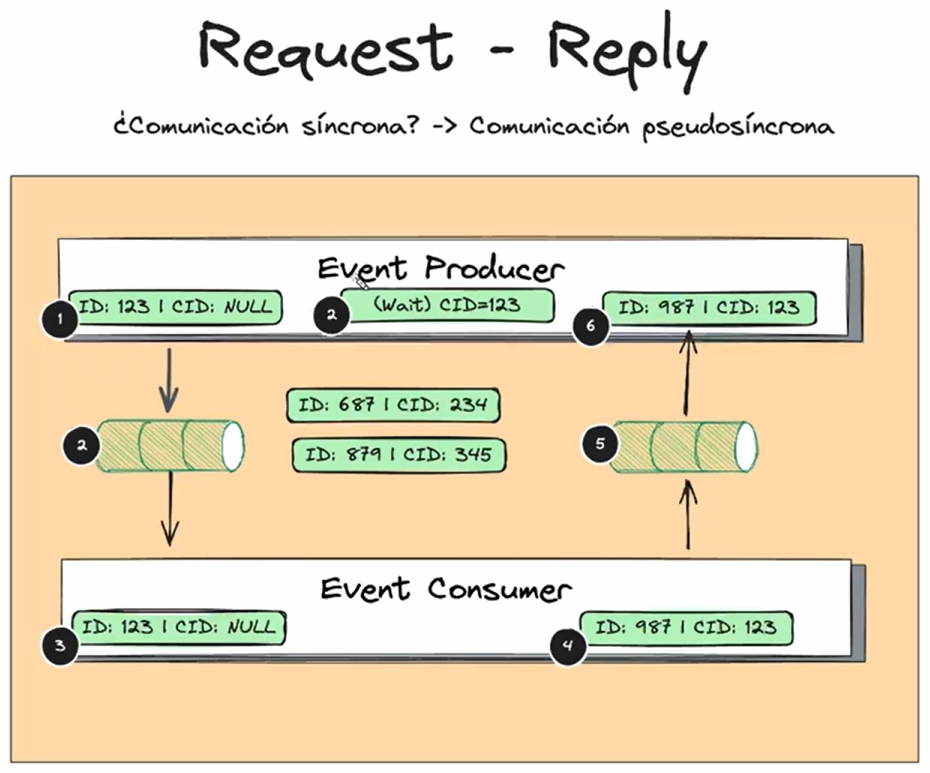 Request - Reply
¿Comunicación síncrona? -> Comunicación pseudosíncrona
Event Producer
1
ID: 123 | CID: NULL
2
(Wait) CID=123
6
ID: 987 | CID: 123
ID: 687 | CID: 234
2
5
ID: 879 | CID: 345
Event Consumer
3
ID: 123 | CID: NULL
4
ID: 987 | CID: 123